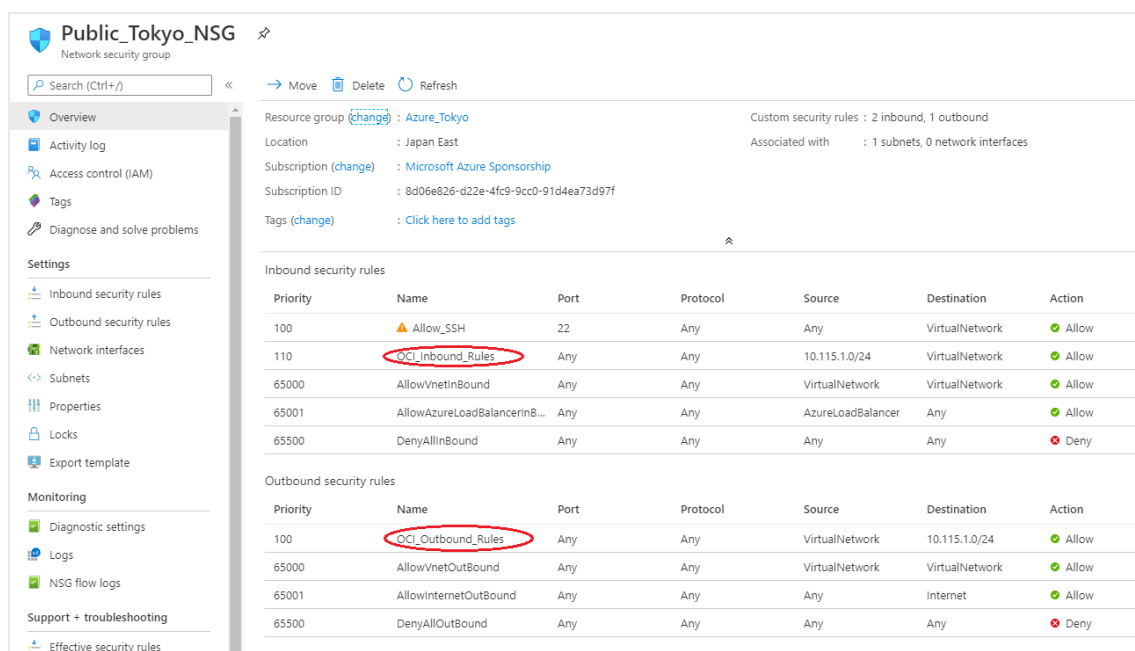 Public_Tokyo_NSG
Network security group
Search (Ctrl+/)
«
Overview
Activity log
Access control (IAM)
Tags
Diagnose and solve problems
Settings
Inbound security rules
Outbound security rules
Network interfaces
Subnets
Properties
Locks
Export template
Monitoring
Diagnostic settings
Logs
NSG flow logs
Support + troubleshooting
Effective security rules
Move Delete Refresh
Resource group (change) : Azure_Tokyo
Location : Japan East
Subscription (change) : Microsoft Azure Sponsorship
Subscription ID : 8d06e826-d22e-4fc9-9cc0-91d4ea73d97f
Tags (change) : Click here to add tags
Custom security rules : 2 inbound, 1 outbound
Associated with : 1 subnets, 0 network interfaces
Inbound security rules
Priority Name Port Protocol Source Destination Action
100 Allow_SSH 22 Any Any VirtualNetwork Allow
110 OCI_Inbound_Rules Any Any 10.115.1.0/24 VirtualNetwork Allow
65000 AllowVnetInBound Any Any VirtualNetwork VirtualNetwork Allow
65001 AllowAzureLoadBalancerInB... Any Any AzureLoadBalancer Any Allow
65500 DenyAllInBound Any Any Any Any Deny
Outbound security rules
Priority Name Port Protocol Source Destination Action
100 OCI_Outbound_Rules Any Any VirtualNetwork 10.115.1.0/24 Allow
65000 AllowVnetOutBound Any Any VirtualNetwork VirtualNetwork Allow
65001 AllowInternetOutBound Any Any Any Internet Allow
65500 DenyAllOutBound Any Any Any Any Deny